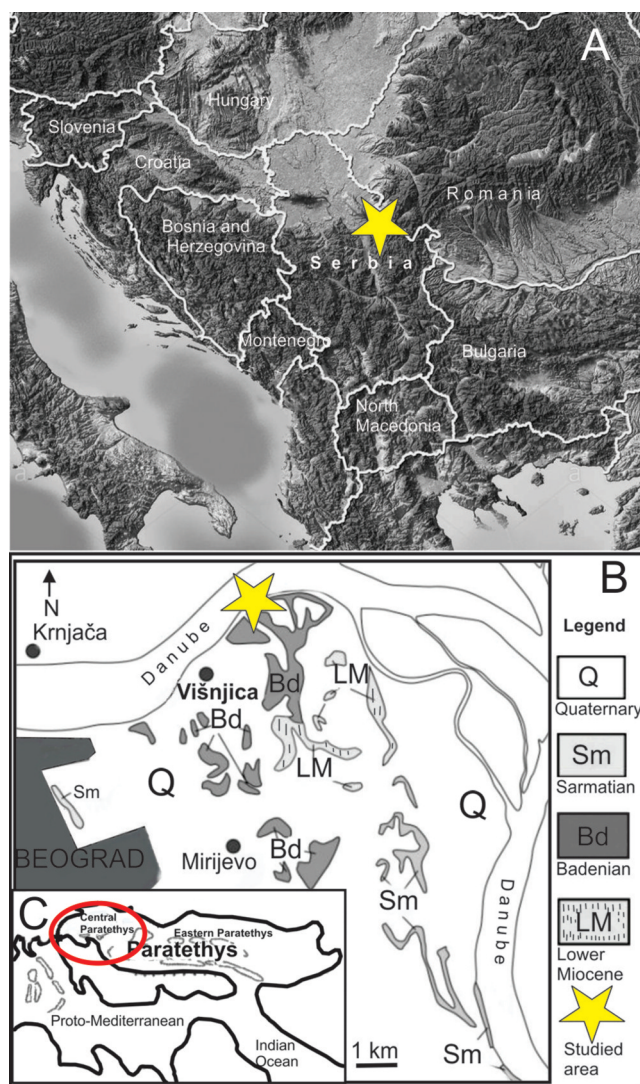 A
Hungary
Slovenia
Croatia
Romania
Bosnia and
Herzegovina
Serbia
Montenegro
Bulgaria
North
Macedonia
a
a
B
N
Krnjača
Danube
Višnjica
Bd
Bd
LM
LM
Q
Q
Sm
BEOGRAD
Mirijevo
Bd
Sm
Danube
Sm
1 km
C
Central
Paratethys
Eastern Paratethys
Paratethys
Proto-Mediterranean
Indian
Ocean
Legend
Q
Quaternary
Sm
Sarmatian
Bd
Badenian
LM
Lower
Miocene
Studied
area